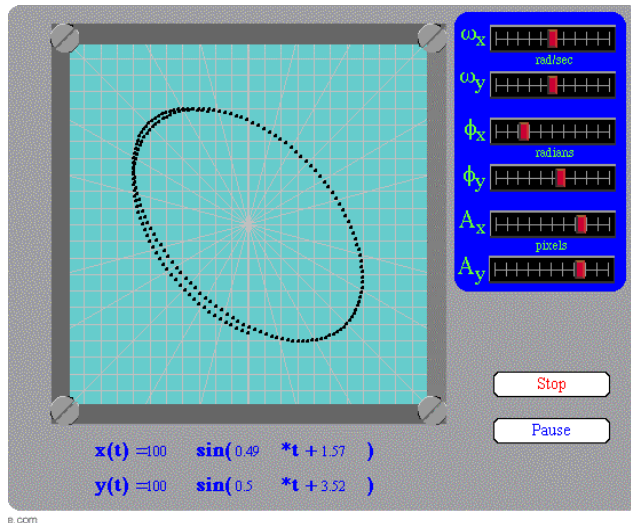 ωx
rad/sec
ωy
ϕx
radians
ϕy
Ax
pixels
Ay
Stop
Pause
x(t) =100 sin( 0.49 *t + 1.57 )
y(t) =100 sin( 0.5 *t + 3.52 )
e.com